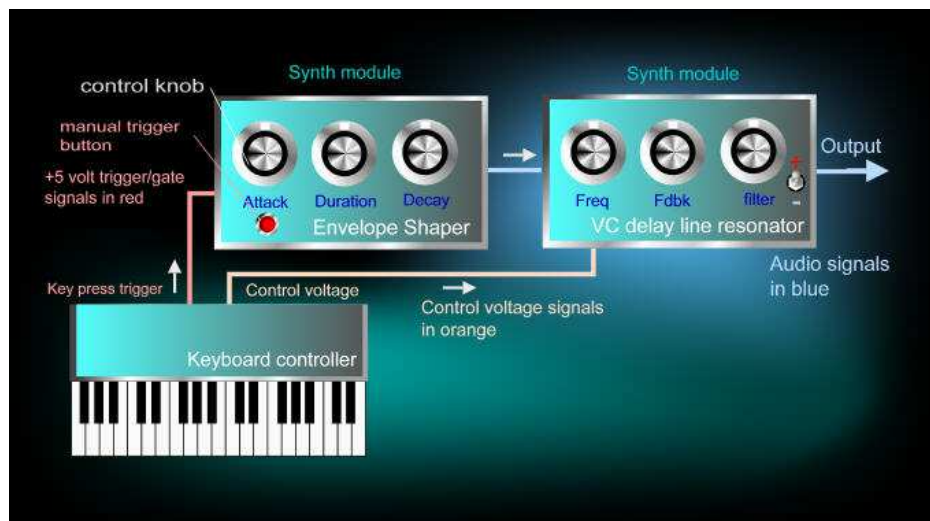 Synth module
Synth module
control knob
manual trigger
button
+5 volt trigger/gate
signals in red
Attack
Duration
Decay
Envelope Shaper
Freq
Fdbk
filter
+
-
VC delay line resonator
Output
Audio signals
in blue
Key press trigger
Control voltage
Control voltage signals
in orange
Keyboard controller